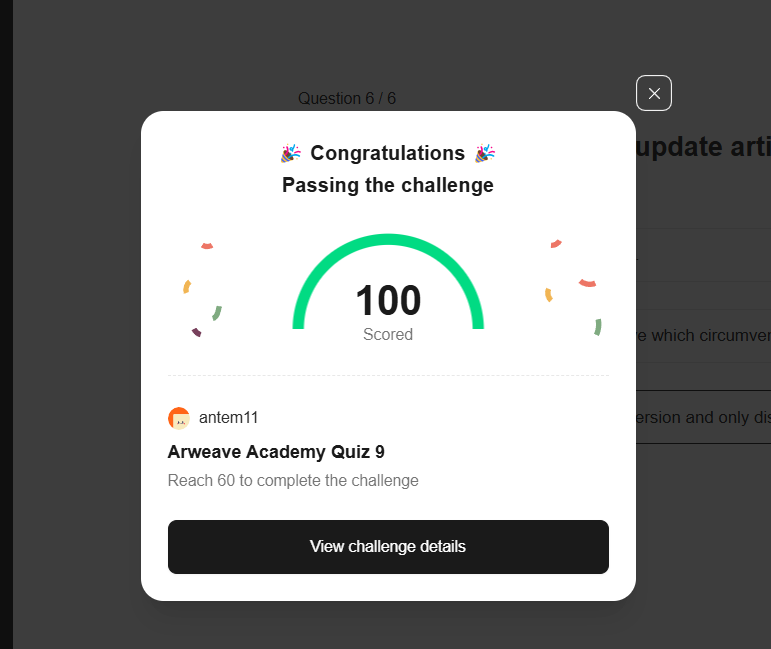 Question 6 / 6
update arti
Congratulations
Passing the challenge
100
Scored
which circumver
ersion and only dis
antem11
Arweave Academy Quiz 9
Reach 60 to complete the challenge
View challenge details